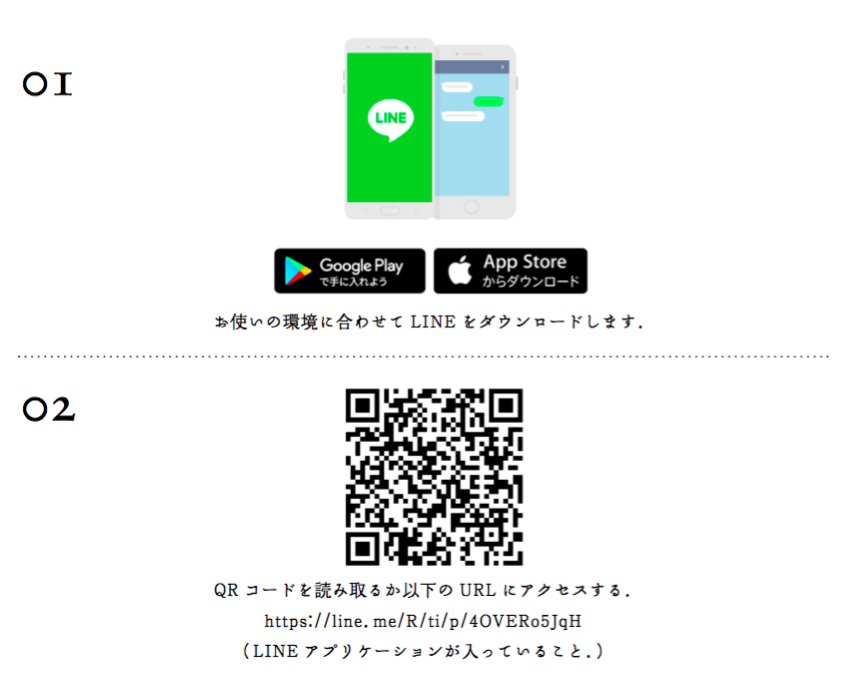 01
LINE
Google Play
で手に入れよう
App Store
からダウンロード
お使いの環境に合わせて LINE をダウンロードします.
02
QR コードを読み取るか以下の URL にアクセスする.
https://line.me/R/ti/p/4OVERo5JqH
(LINE アプリケーションが入っていること.)